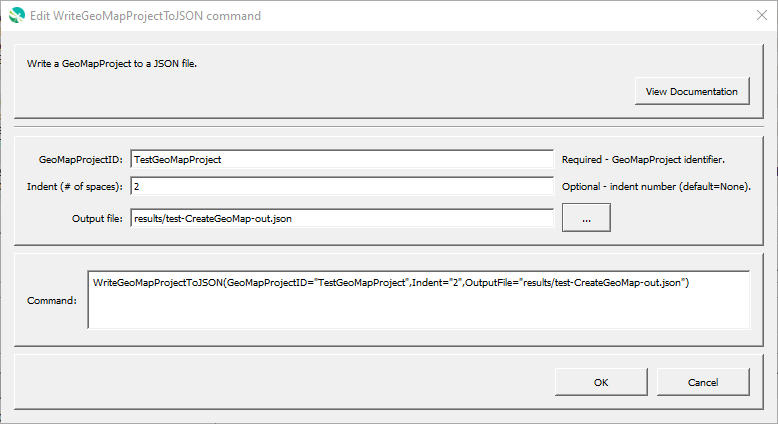 Edit WriteGeoMapProjectToJSON command
Write a GeoMapProject to a JSON file.
View Documentation
GeoMapProjectID: TestGeoMapProject Required - GeoMapProject identifier.
Indent (# of spaces): 2 Optional - indent number (default=None).
Output file: results/test-CreateGeoMap-out.json ...
Command: WriteGeoMapProjectToJSON(GeoMapProjectID="TestGeoMapProject",Indent="2",OutputFile="results/test-CreateGeoMap-out.json")
OK Cancel